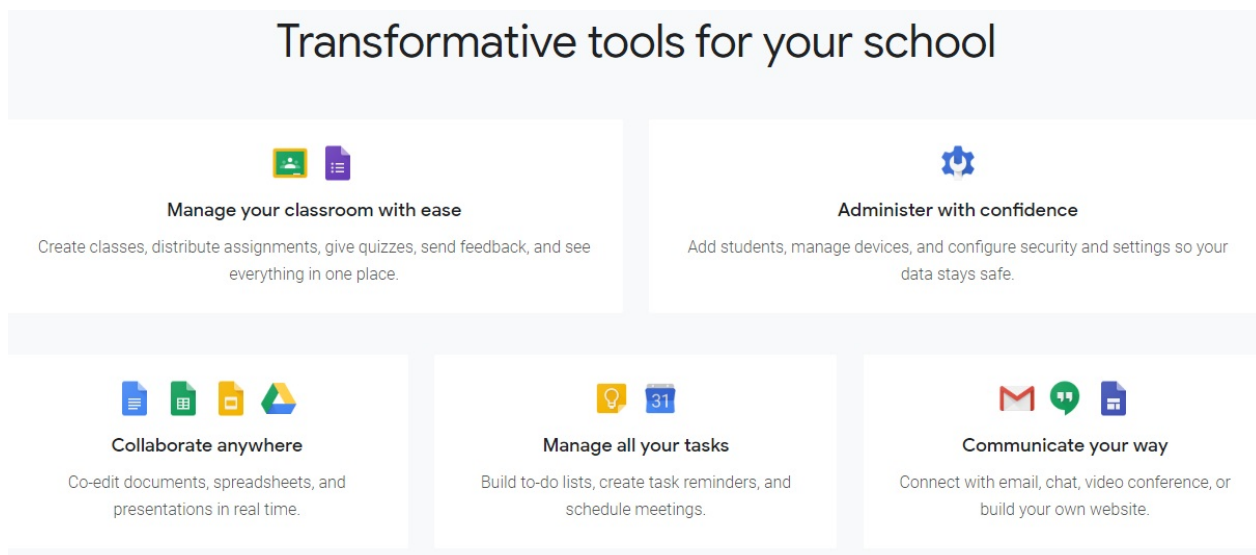 Transformative tools for your school
Manage your classroom with ease
Create classes, distribute assignments, give quizzes, send feedback, and see
everything in one place.
Administer with confidence
Add students, manage devices, and configure security and settings so your
data stays safe.
Collaborate anywhere
Co-edit documents, spreadsheets, and
presentations in real time.
31
Manage all your tasks
Build to-do lists, create task reminders, and
schedule meetings.
Communicate your way
Connect with email, chat, video conference, or
build your own website.